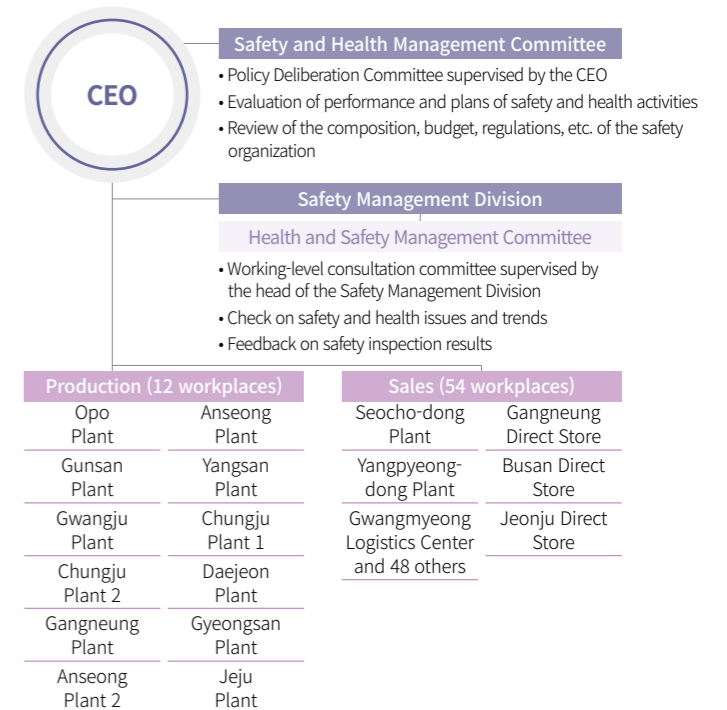 CEO
Safety and Health Management Committee
• Policy Deliberation Committee supervised by the CEO
• Evaluation of performance and plans of safety and health activities
• Review of the composition, budget, regulations, etc. of the safety
organization
Safety Management Division
Health and Safety Management Committee
• Working-level consultation committee supervised by
the head of the Safety Management Division
• Check on safety and health issues and trends
• Feedback on safety inspection results
Production (12 workplaces)
Opo
Plant
Anseong
Plant
Gunsan
Plant
Yangsan
Plant
Gwangju
Plant
Chungju
Plant 1
Chungju
Plant 2
Daejeon
Plant
Gangneung
Plant
Gyeongsan
Plant
Anseong
Plant 2
Jeju
Plant
Sales (54 workplaces)
Seocho-dong
Plant
Gangneung
Direct Store
Yangpyeong-
dong Plant
Busan Direct
Store
Gwangmyeong
Logistics Center
and 48 others
Jeonju Direct
Store